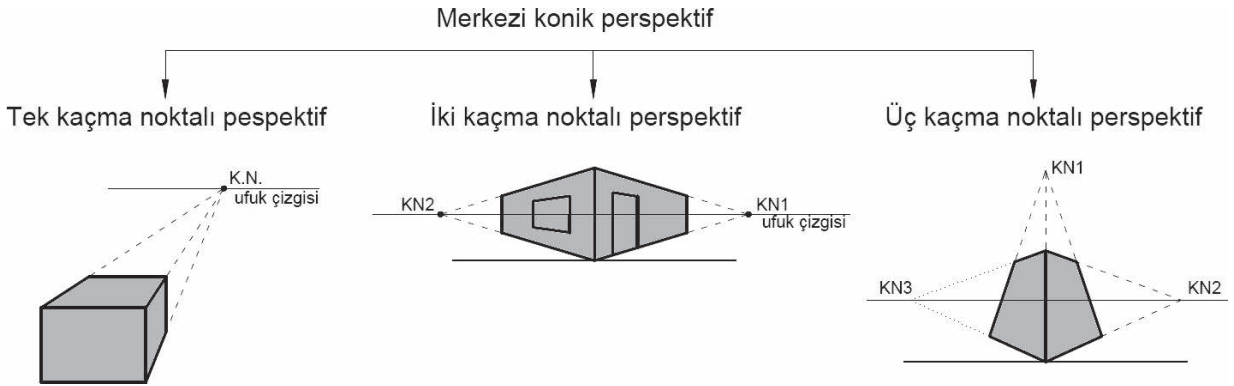 Merkezi konik perspektif
Tek kaçma noktalı pespektif
K.N.
ufuk çizgisi
İki kaçma noktalı perspektif
KN2
KN1
ufuk çizgisi
Üç kaçma noktalı perspektif
KN1
KN3
KN2